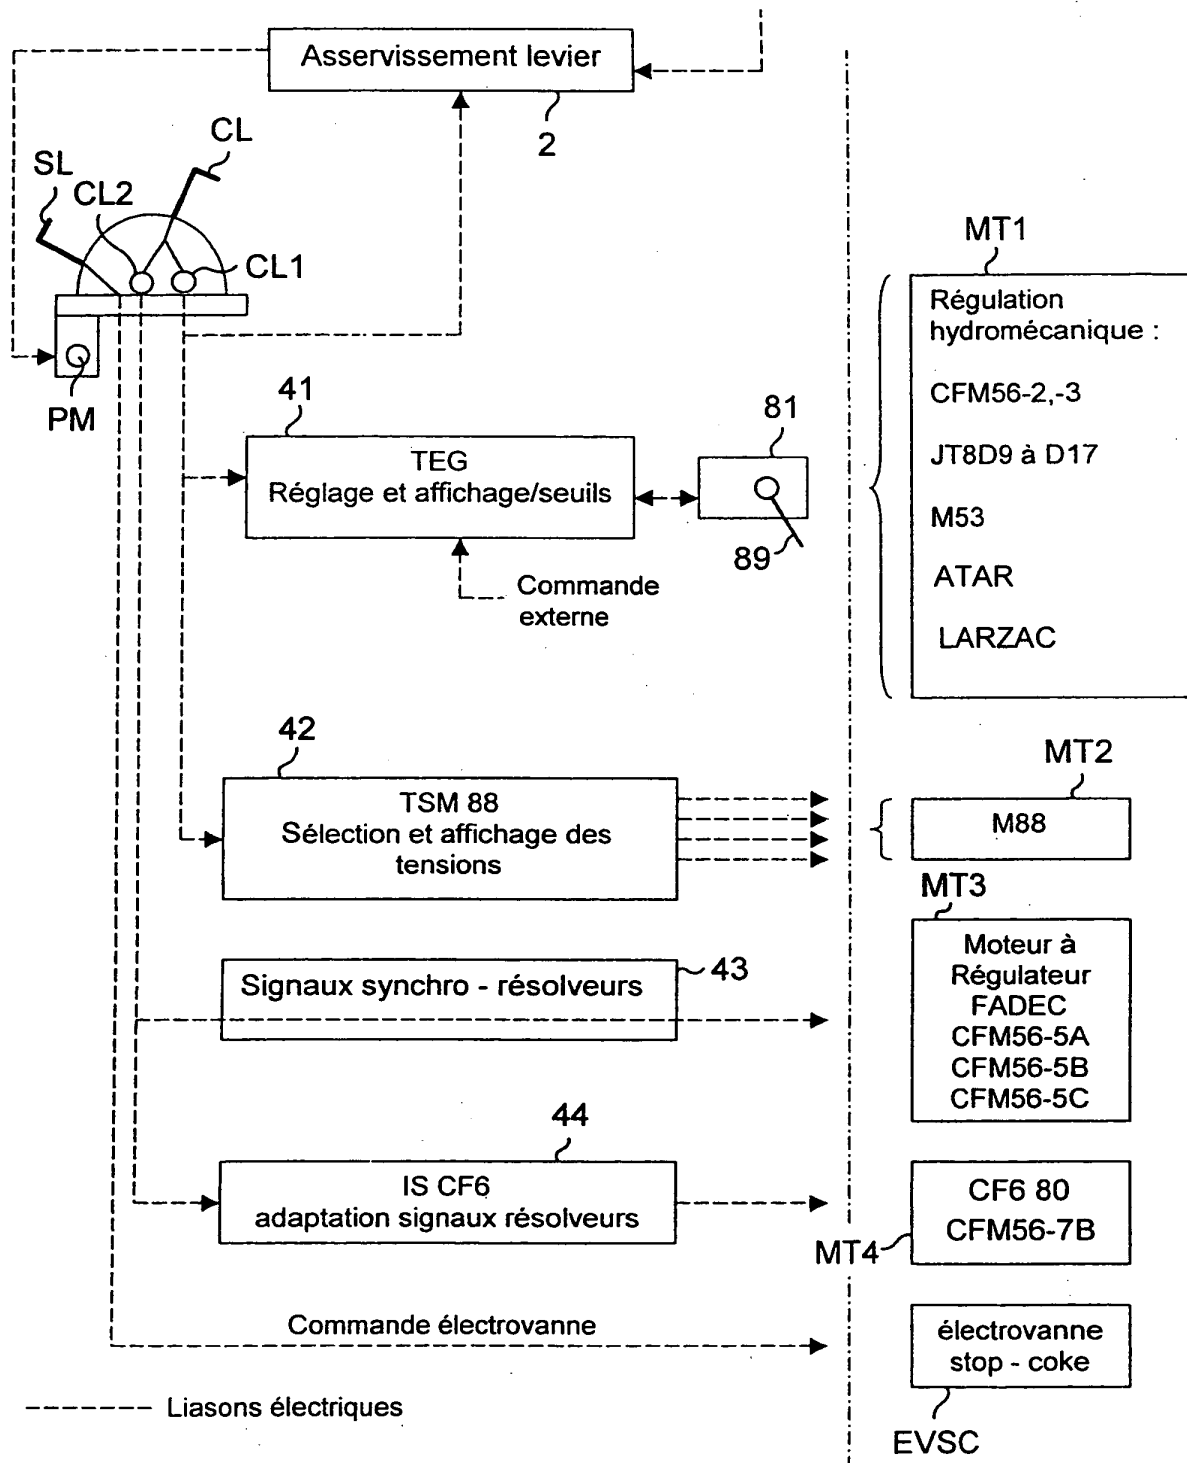 Asservissement levier
2
CL
SL
CL2
CL1
PM
MT1
Régulation
hydromécanique :
CFM56-2,-3
JT8D9 à D17
M53
ATAR
LARZAC
41
TEG
Réglage et affichage/seuils
81
89
Commande
externe
42
TSM 88
Sélection et affichage des
tensions
MT2
M88
MT3
Moteur à
Régulateur
FADEC
CFM56-5A
CFM56-5B
CFM56-5C
Signaux synchro - résolveurs
43
44
IS CF6
adaptation signaux résolveurs
CF6 80
CFM56-7B
MT4
Commande électrovanne
électrovanne
stop - coke
EVSC
Liasons électriques